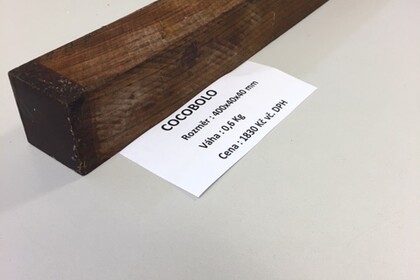 COCOBOLO
Rozměr : 400x40x40 mm
Váha : 0,6 Kg
Cena : 1830 Kč vč. DPH